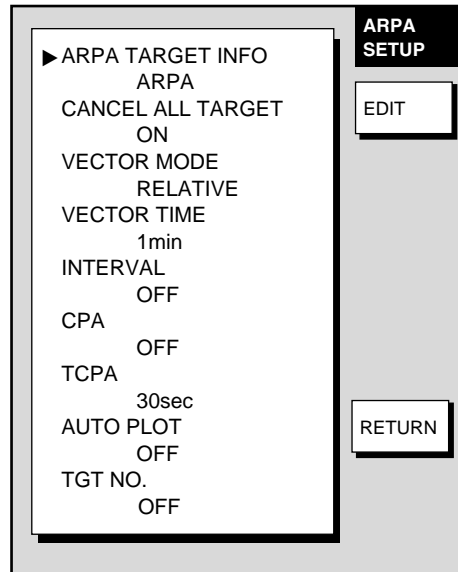 ▶ARPA TARGET INFO
ARPA
CANCEL ALL TARGET
ON
VECTOR MODE
RELATIVE
VECTOR TIME
1min
INTERVAL
OFF
CPA
OFF
TCPA
30sec
AUTO PLOT
OFF
TGT NO.
OFF
ARPA
SETUP
EDIT
RETURN